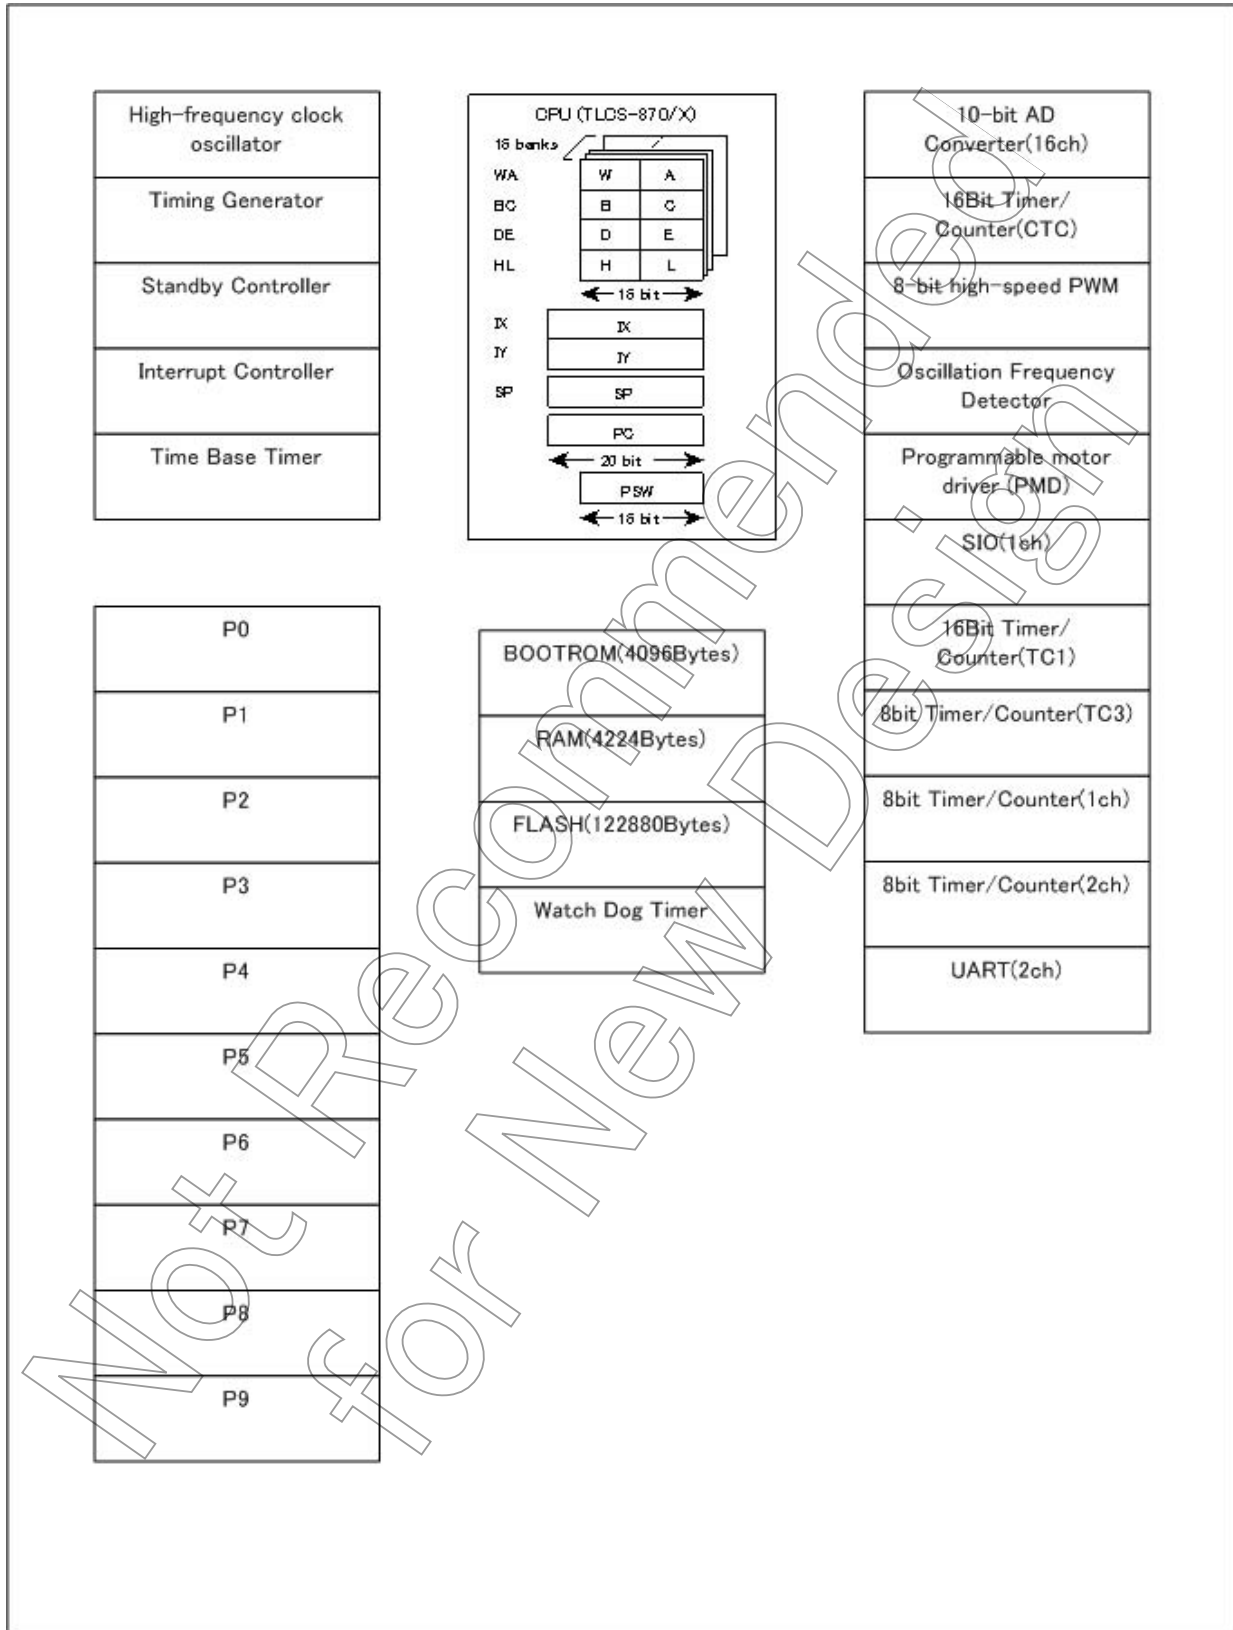 High-frequency clock
oscillator
Timing Generator
Standby Controller
Interrupt Controller
Time Base Timer
CPU (TLCS-870/X)
16 banks
WA W A
BC B C
DE D E
HL H L
16 bit
IX IX
IY IY
SP SP
PC
20 bit
PSW
16 bit
10-bit AD
Converter(16ch)
16Bit Timer/
Counter(CTC)
8-bit high-speed PWM
Oscillation Frequency
Detector
Programmable motor
driver (PMD)
SIO(1ch)
16Bit Timer/
Counter(TC1)
8bit Timer/Counter(TC3)
8bit Timer/Counter(1ch)
8bit Timer/Counter(2ch)
UART(2ch)
P0
P1
P2
P3
P4
P5
P6
P7
P8
P9
BOOTROM(4096Bytes)
RAM(4224Bytes)
FLASH(122880Bytes)
Watch Dog Timer
Not Recommended
for New Design